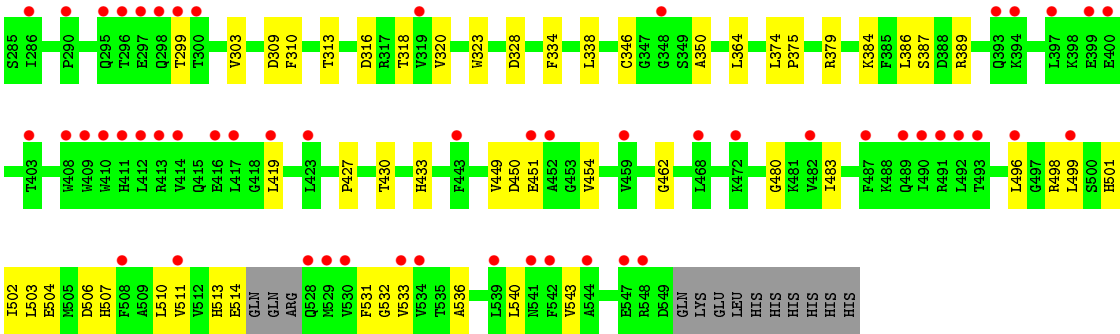 S285 I286 P290 Q295 T296 E297 Q298 T299 T300 V303 D309 F310 T313 D316 R317 T318 V319 V320 W323 D328 F334 L338 C346 G347 G348 S349 A350 L364 L374 P375 R379 K384 F385 L386 S387 D388 R389 Q393 K394 L397 K398 E399 E400
T403 W408 W409 W410 H411 L412 R413 V414 Q415 E416 L417 G418 L419 L423 P427 T430 H433 F443 V449 D450 E451 A452 G453 V454 V459 G462 L468 K472 G480 K481 V482 I483 F487 K488 Q489 I490 R491 L492 T493 L496 G497 R498 L499 S500 H501
I502 L503 E504 M505 D506 H507 F508 A509 L510 V511 V512 H513 E514 GLN GLN ARG Q528 M529 V530 F531 G532 V533 V534 T535 A536 L539 L540 N541 F542 V543 A544 E547 R548 D549 GLN LYS GLU LEU HIS HIS HIS HIS HIS HIS